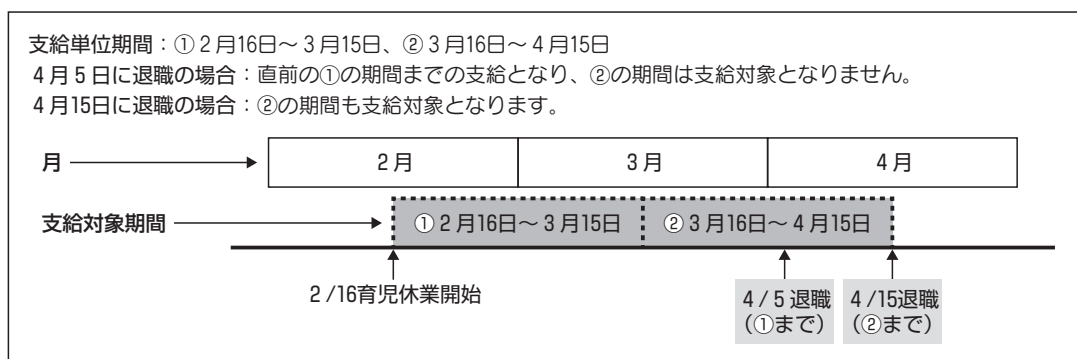 支給単位期間：① 2月16日～3月15日、② 3月16日～4月15日
4月5日に退職の場合：直前の①の期間までの支給となり、②の期間は支給対象となりません。
4月15日に退職の場合：②の期間も支給対象となります。
月 2月 3月 4月
支給対象期間 ① 2月16日～3月15日 ② 3月16日～4月15日
2/16育児休業開始 4/5退職 4/15退職
（①まで） （②まで）